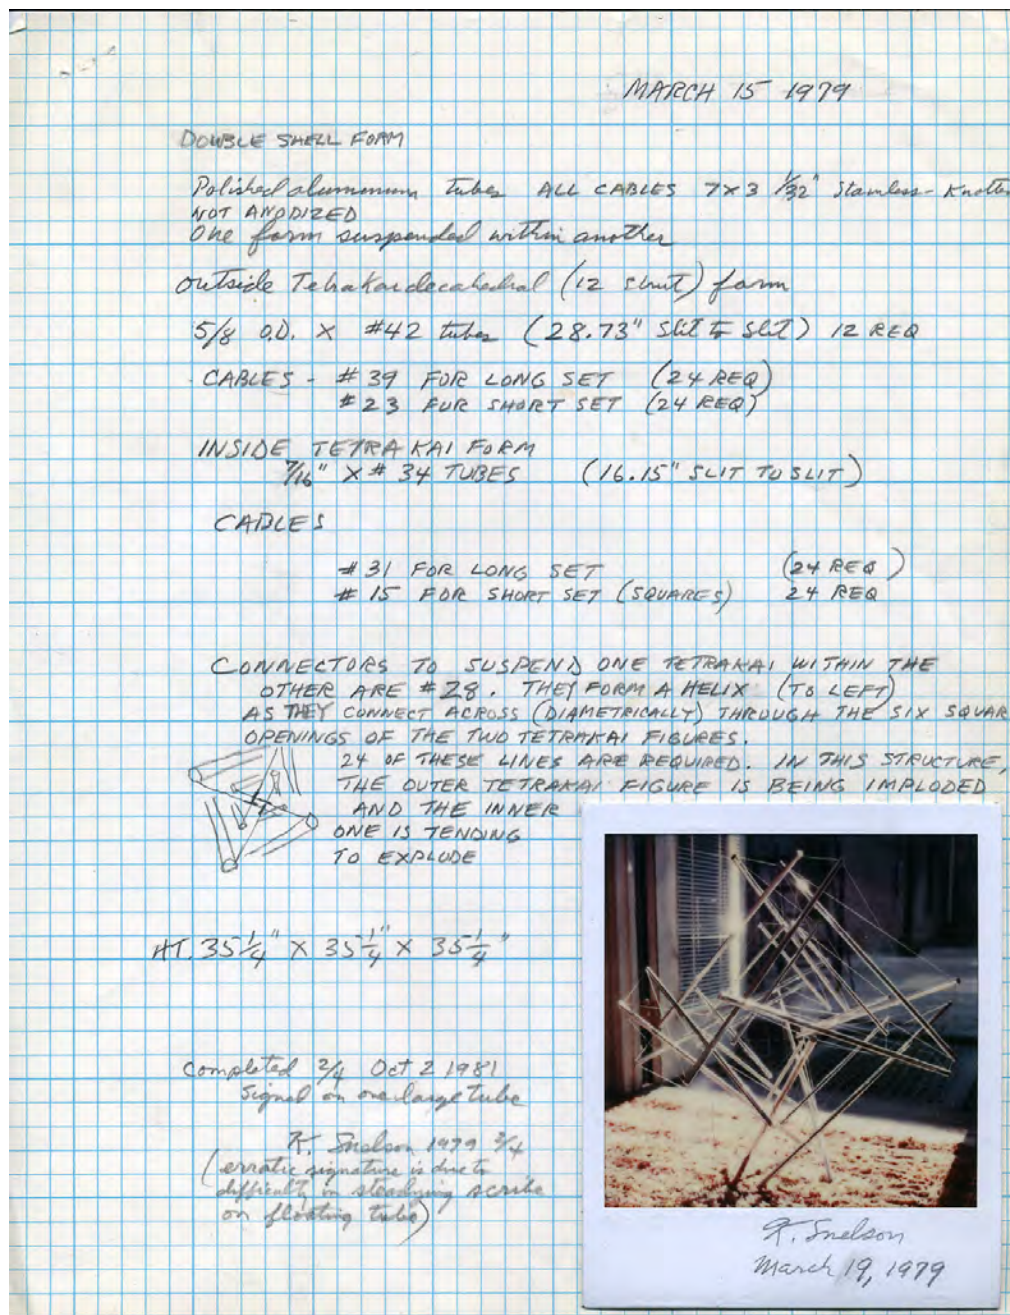 MARCH 15 1979
DOUBLE SHELL FORM
Polished aluminum tubes ALL CABLES 7X3 1/32" Stainless - Knotte
NOT ANODIZED
One form suspended within another
outside Tetrakaidecahedral (12 strut) form
5/8 O.D. X #42 tubes (28.73" Slit to Slit) 12 REQ
CABLES - #39 FOR LONG SET (24 REQ)
#23 FOR SHORT SET (24 REQ)
INSIDE TETRAKAI FORM
7/16" X #34 TUBES (16.15" SLIT TO SLIT)
CABLES
#31 FOR LONG SET (24 REQ)
#15 FOR SHORT SET (SQUARES) 24 REQ
CONNECTORS TO SUSPEND ONE TETRAKAI WITHIN THE
OTHER ARE #28. THEY FORM A HELIX (TO LEFT)
AS THEY CONNECT ACROSS (DIAMETRICALLY) THROUGH THE SIX SQUAR
OPENINGS OF THE TWO TETRAKAI FIGURES.
24 OF THESE LINES ARE REQUIRED. IN THIS STRUCTURE,
THE OUTER TETRAKAI FIGURE IS BEING IMPLODED
AND THE INNER
ONE IS TENDING
TO EXPLODE
HT. 35 1/4" X 35 1/4" X 35 1/4"
Completed 2/4 Oct 2 1981
Signed on one large tube
K. Snelson 1979 2/4
(erratic signature is due to
difficulty in steadying scribe
on floating tube)
K. Snelson
March 19, 1979